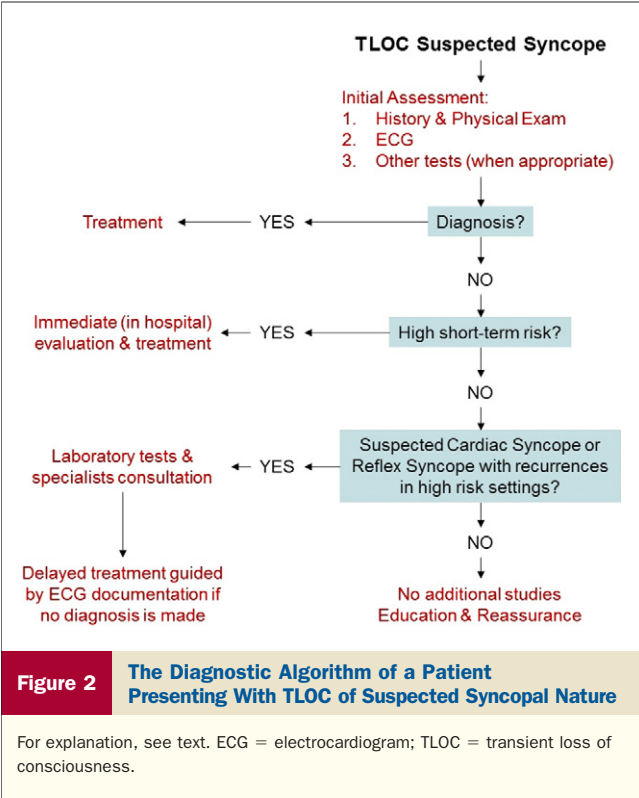 TLOC Suspected Syncope
Initial Assessment:
1. History & Physical Exam
2. ECG
3. Other tests (when appropriate)
Treatment
YES
Diagnosis?
NO
Immediate (in hospital)
evaluation & treatment
YES
High short-term risk?
NO
Laboratory tests &
specialists consultation
YES
Suspected Cardiac Syncope or
Reflex Syncope with recurrences
in high risk settings?
NO
Delayed treatment guided
by ECG documentation if
no diagnosis is made
No additional studies
Education & Reassurance
Figure 2
The Diagnostic Algorithm of a Patient
Presenting With TLOC of Suspected Syncopal Nature
For explanation, see text. ECG = electrocardiogram; TLOC = transient loss of
consciousness.